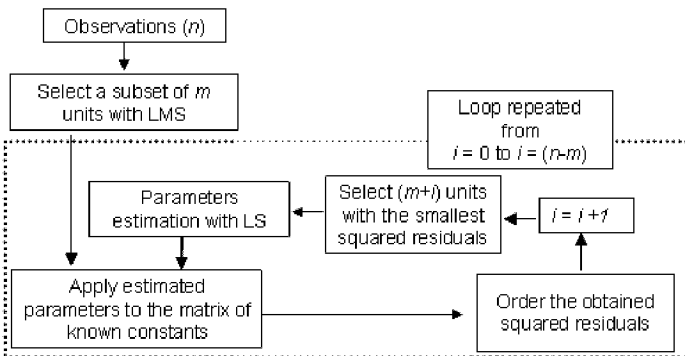 Observations (n)
Select a subset of m
units with LMS
Loop repeated
from
i = 0 to i = (n-m)
Parameters
estimation with LS
Select (m+i) units
with the smallest
squared residuals
i = i +1
Apply estimated
parameters to the matrix of
known constants
Order the obtained
squared residuals